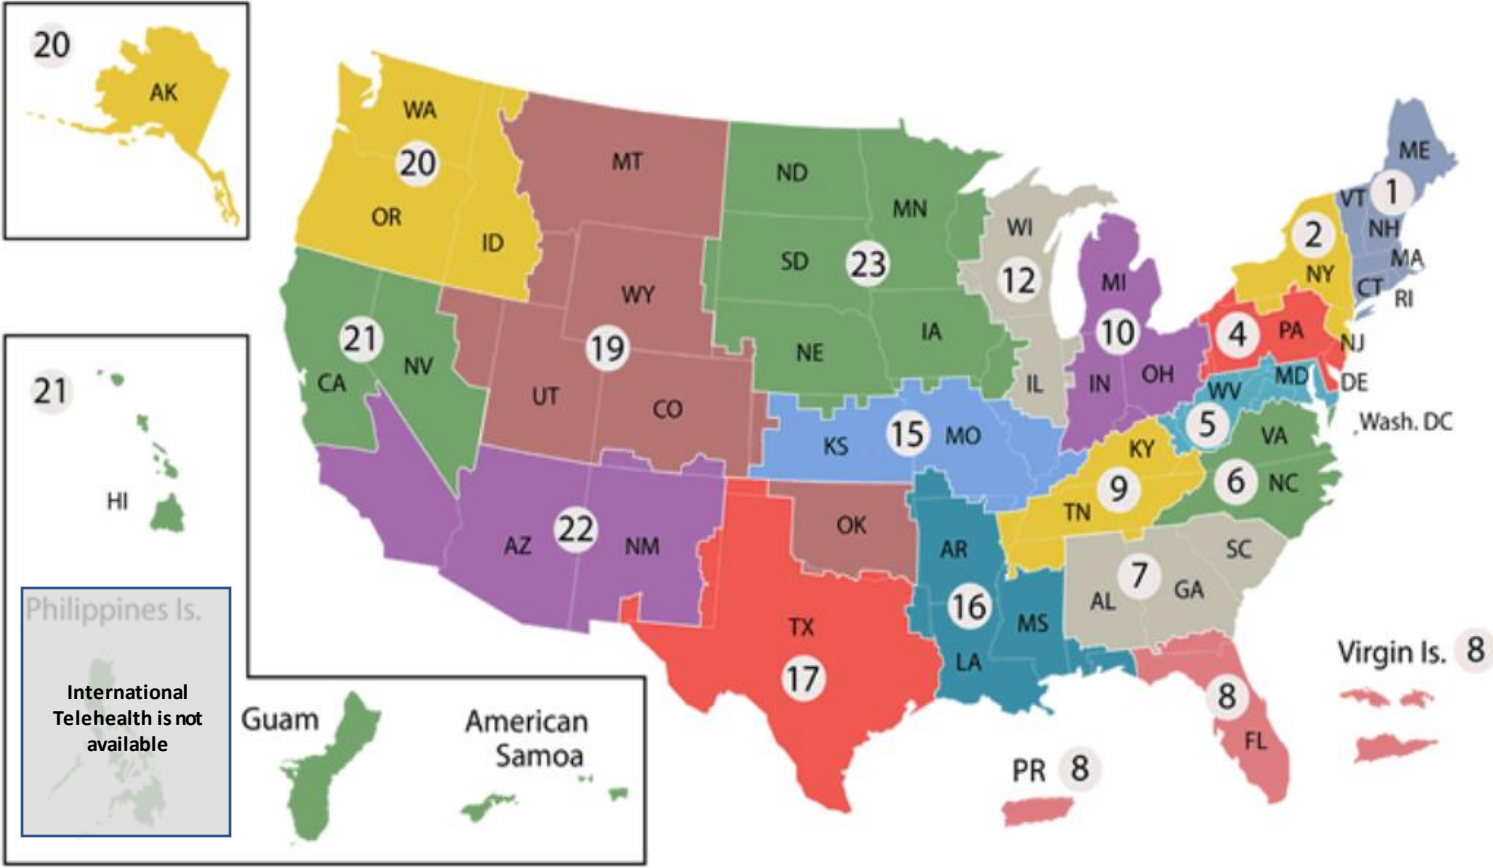 20
AK
WA
20
OR
ID
MT
ND
MN
SD
23
WI
12
MI
10
ME
VT
1
NH
2
NY
MA
CT
RI
4
PA
NJ
DE
MD
WV
5
Wash. DC
VA
6
NC
WY
19
21
CA
NV
UT
CO
NE
IA
IL
IN
OH
KS
15
MO
KY
9
TN
AZ
22
NM
OK
AR
16
MS
LA
7
AL
GA
SC
TX
17
8
FL
Virgin Is. 8
PR 8
21
HI
Philippines Is.
International
Telehealth is not
available
Guam
American
Samoa